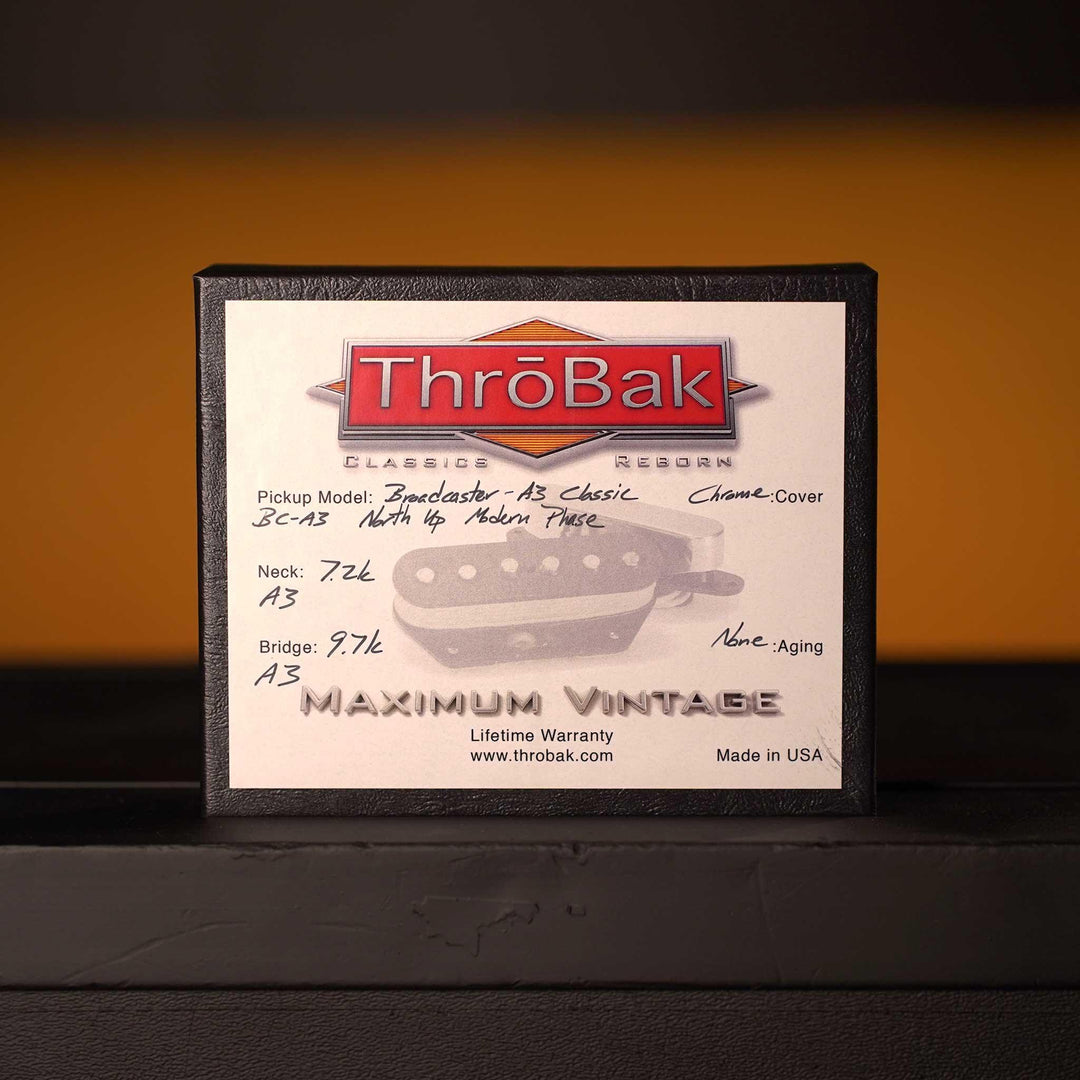 ThrōBak
CLASSICS REBORN
Pickup Model: Broadcaster - A3 Classic Chrome :Cover
BC-A3 North Up Modern Phase
Neck: 7.2k
A3
Bridge: 9.7k None :Aging
A3
MAXIMUM VINTAGE
Lifetime Warranty
www.throbak.com Made in USA